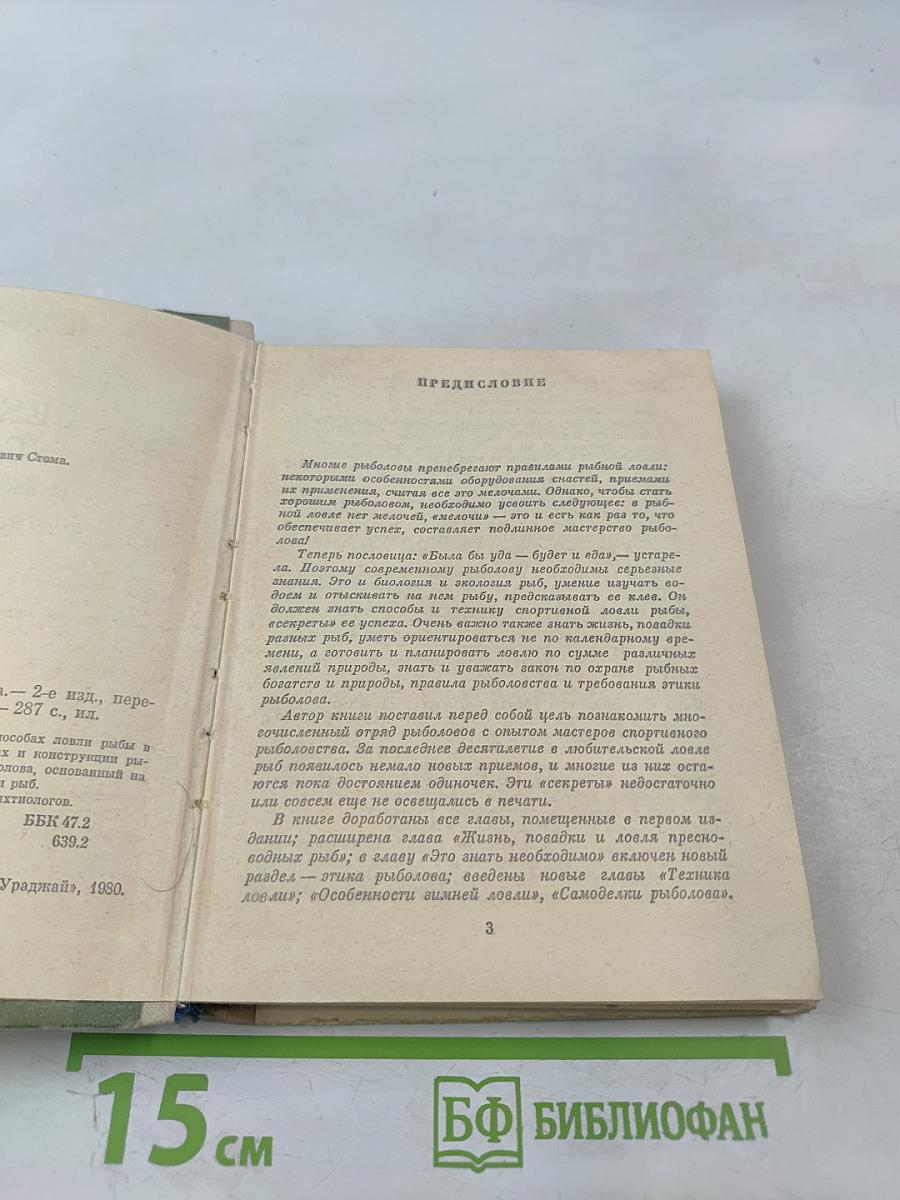 вич Стома.
а.— 2-е изд., пере-
— 287 с., ил.
пособах ловли рыбы в
х и конструкции ры-
олова, основанный на
и рыб.
хтиологов.
ББК 47.2
639.2
Ураджай», 1980.
ПРЕДИСЛОВИЕ
Многие рыболовы пренебрегают правилами рыбной ловли:
некоторыми особенностями оборудования снастей, приемами
их применения, считая все это мелочами. Однако, чтобы стать
хорошим рыболовом, необходимо усвоить следующее: в рыб-
ной ловле нет мелочей, «мелочи» — это и есть как раз то, что
обеспечивает успех, составляет подлинное мастерство рыбо-
лова!
Теперь пословица: «Была бы уда — будет и еда»,— устаре-
ла. Поэтому современному рыболову необходимы серьезные
знания. Это и биология и экология рыб, умение изучать во-
доем и отыскивать на нем рыбу, предсказывать ее клев. Он
должен знать способы и технику спортивной ловли рыбы,
«секреты» ее успеха. Очень важно также знать жизнь, повадки
разных рыб, уметь ориентироваться не по календарному вре-
мени, а готовить и планировать ловлю по сумме различных
явлений природы, знать и уважать закон по охране рыбных
богатств и природы, правила рыболовства и требования этики
рыболова.
Автор книги поставил перед собой цель познакомить мно-
гочисленный отряд рыболовов с опытом мастеров спортивного
рыболовства. За последнее десятилетие в любительской ловле
рыб появилось немало новых приемов, и многие из них оста-
ются пока достоянием одиночек. Эти «секреты» недостаточно
или совсем еще не освещались в печати.
В книге доработаны все главы, помещенные в первом из-
дании; расширена глава «Жизнь, повадки и ловля пресно-
водных рыб»; в главу «Это знать необходимо» включен новый
раздел — этика рыболова; введены новые главы «Техника
ловли»; «Особенности зимней ловли», «Самоделки рыболова».
3
15 см
БФ БИБЛИОФАН